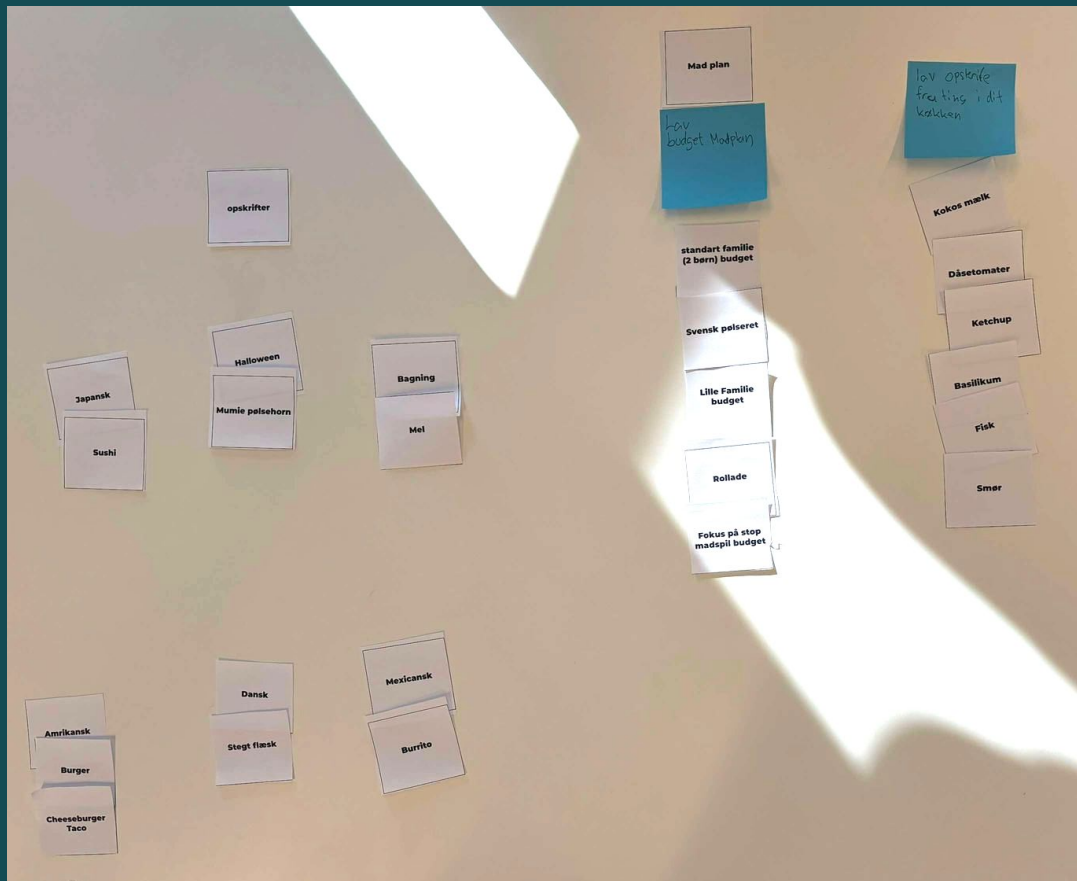 opskrifter
Japansk
Sushi
Halloween
Mumie pølsehorn
Bagning
Mel
Amrikansk
Burger
Cheeseburger
Taco
Dansk
Stegt flæsk
Mexicansk
Burrito
Mad plan
Lav
budget Madplan
standart familie
(2 børn) budget
Svensk pølseret
Lille Familie
budget
Rollade
Fokus på stop
madspil budget
lav opskrife
fra ting i dit
køkken
Kokos mælk
Dåsetomater
Ketchup
Basilikum
Fisk
Smør